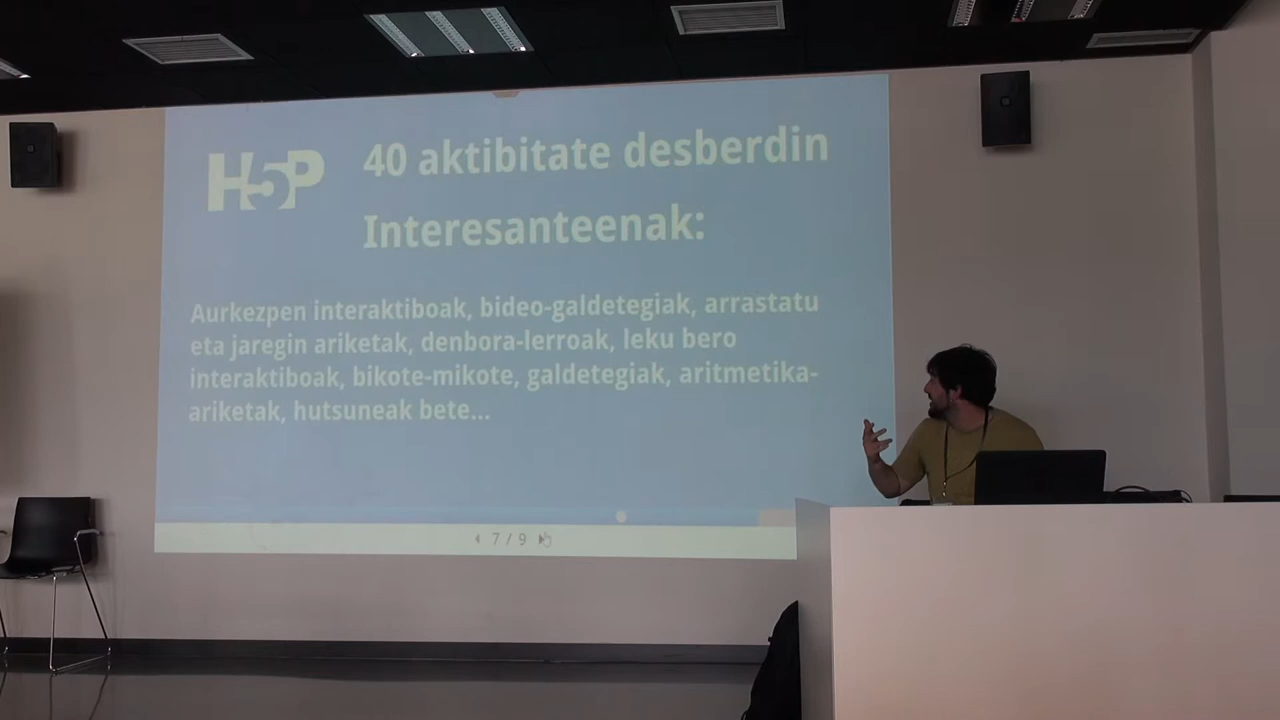 H5P
40 aktibitate desberdin
Interesanteenak:
Aurkezpen interaktiboak, bideo-galdetegiak, arrastatu
eta jaregin ariketak, denbora-lerroak, leku bero
interaktiboak, bikote-mikote, galdetegiak, aritmetika-
ariketak, hutsuneak bete...
7 / 9